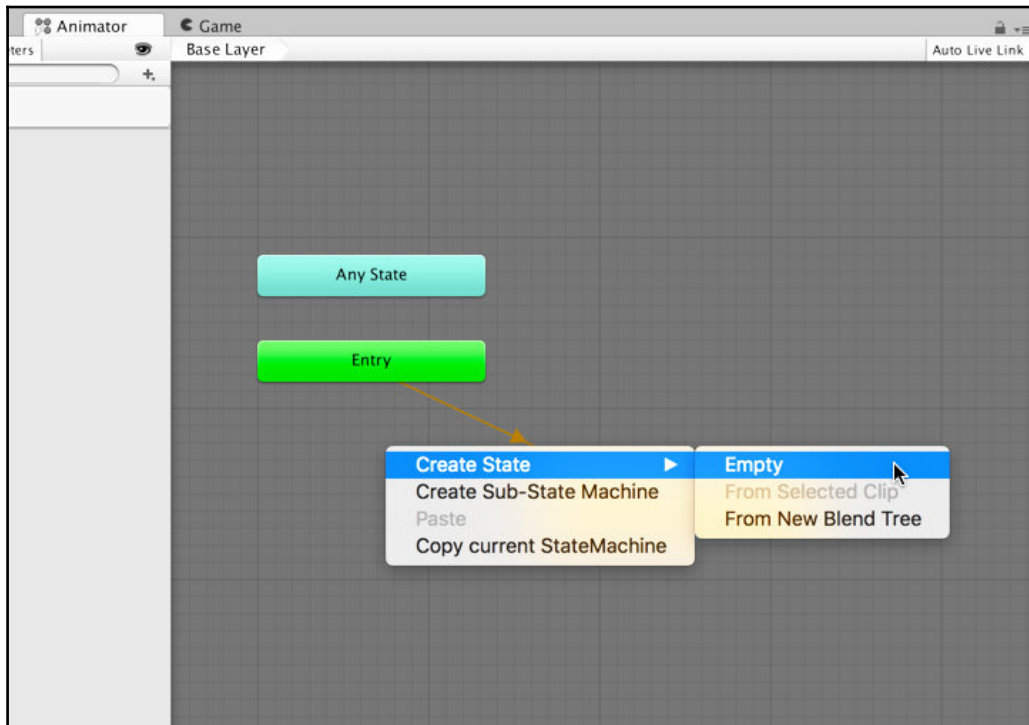 Animator
Game
ters
Base Layer
Auto Live Link
Any State
Entry
Create State
Empty
Create Sub-State Machine
From Selected Clip
Paste
From New Blend Tree
Copy current StateMachine